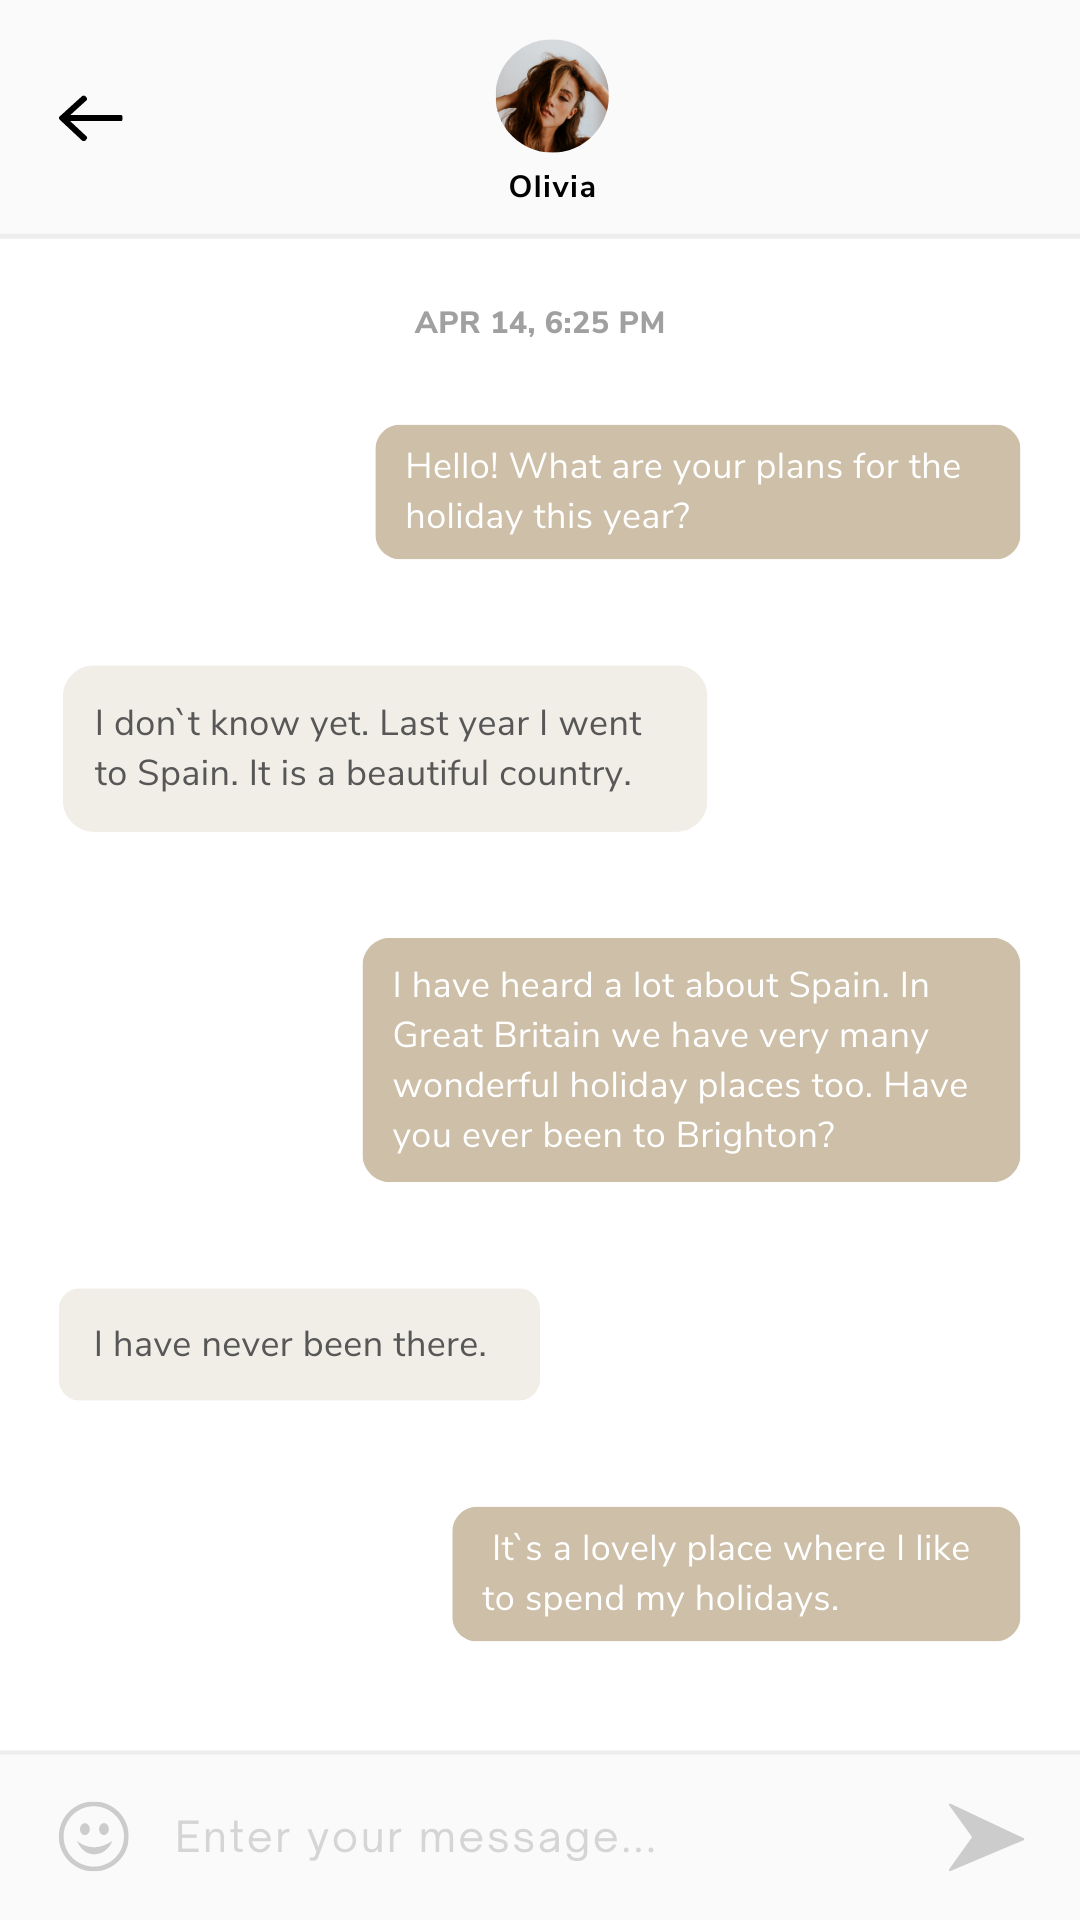 Olivia
APR 14, 6:25 PM
Hello! What are your plans for the
holiday this year?
I don`t know yet. Last year I went
to Spain. It is a beautiful country.
I have heard a lot about Spain. In
Great Britain we have very many
wonderful holiday places too. Have
you ever been to Brighton?
I have never been there.
It`s a lovely place where I like
to spend my holidays.
Enter your message...